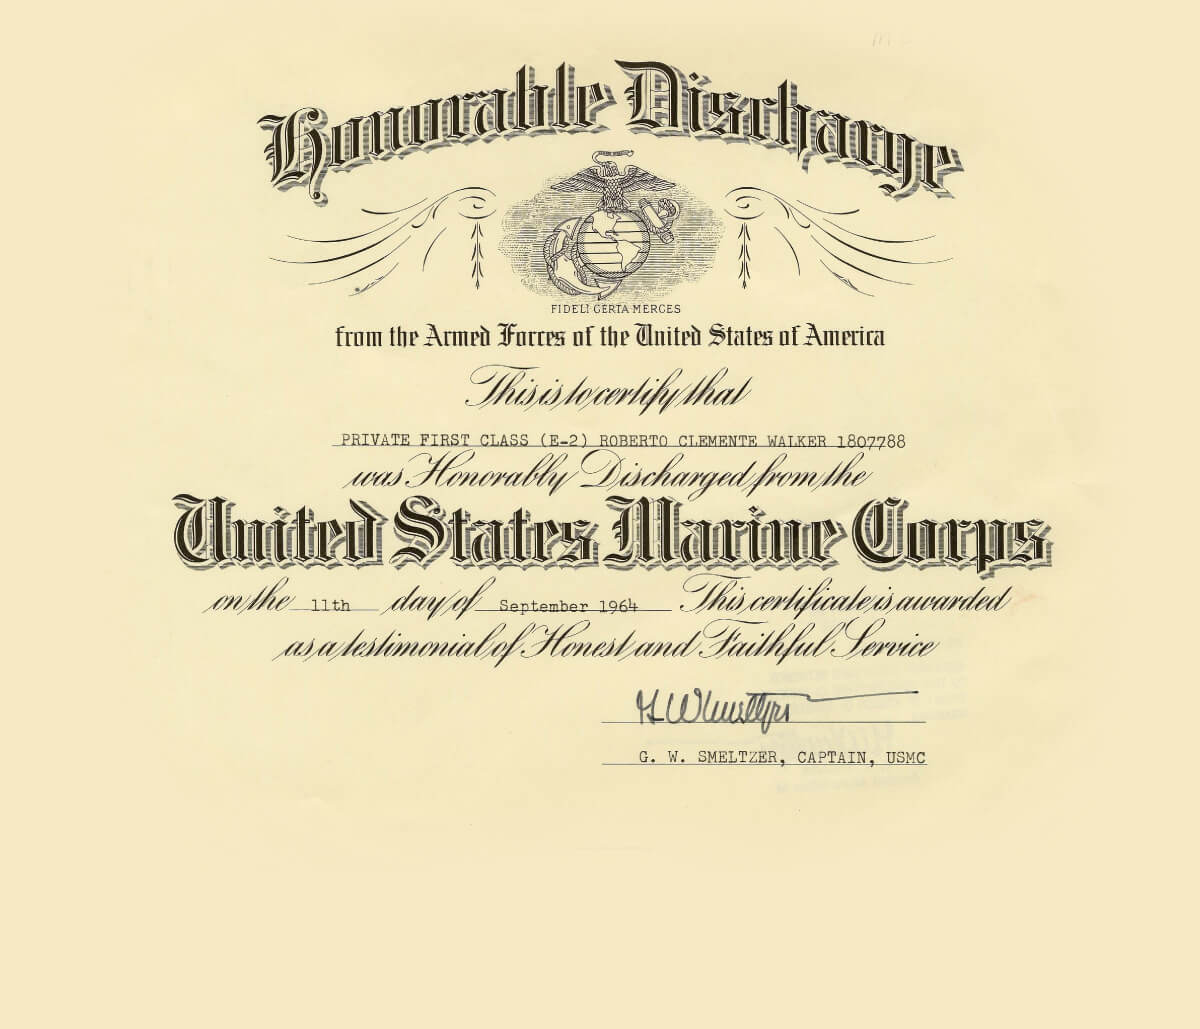 Honorable Discharge
FIDELI CERTA MERCES
from the Armed Forces of the United States of America
This is to certify that
PRIVATE FIRST CLASS (E-2) ROBERTO CLEMENTE WALKER 1807788
was Honorably Discharged from the
United States Marine Corps
on the 11th day of September 1964 This certificate is awarded
as a testimonial of Honest and Faithful Service
G. W. SMELTZER, CAPTAIN, USMC